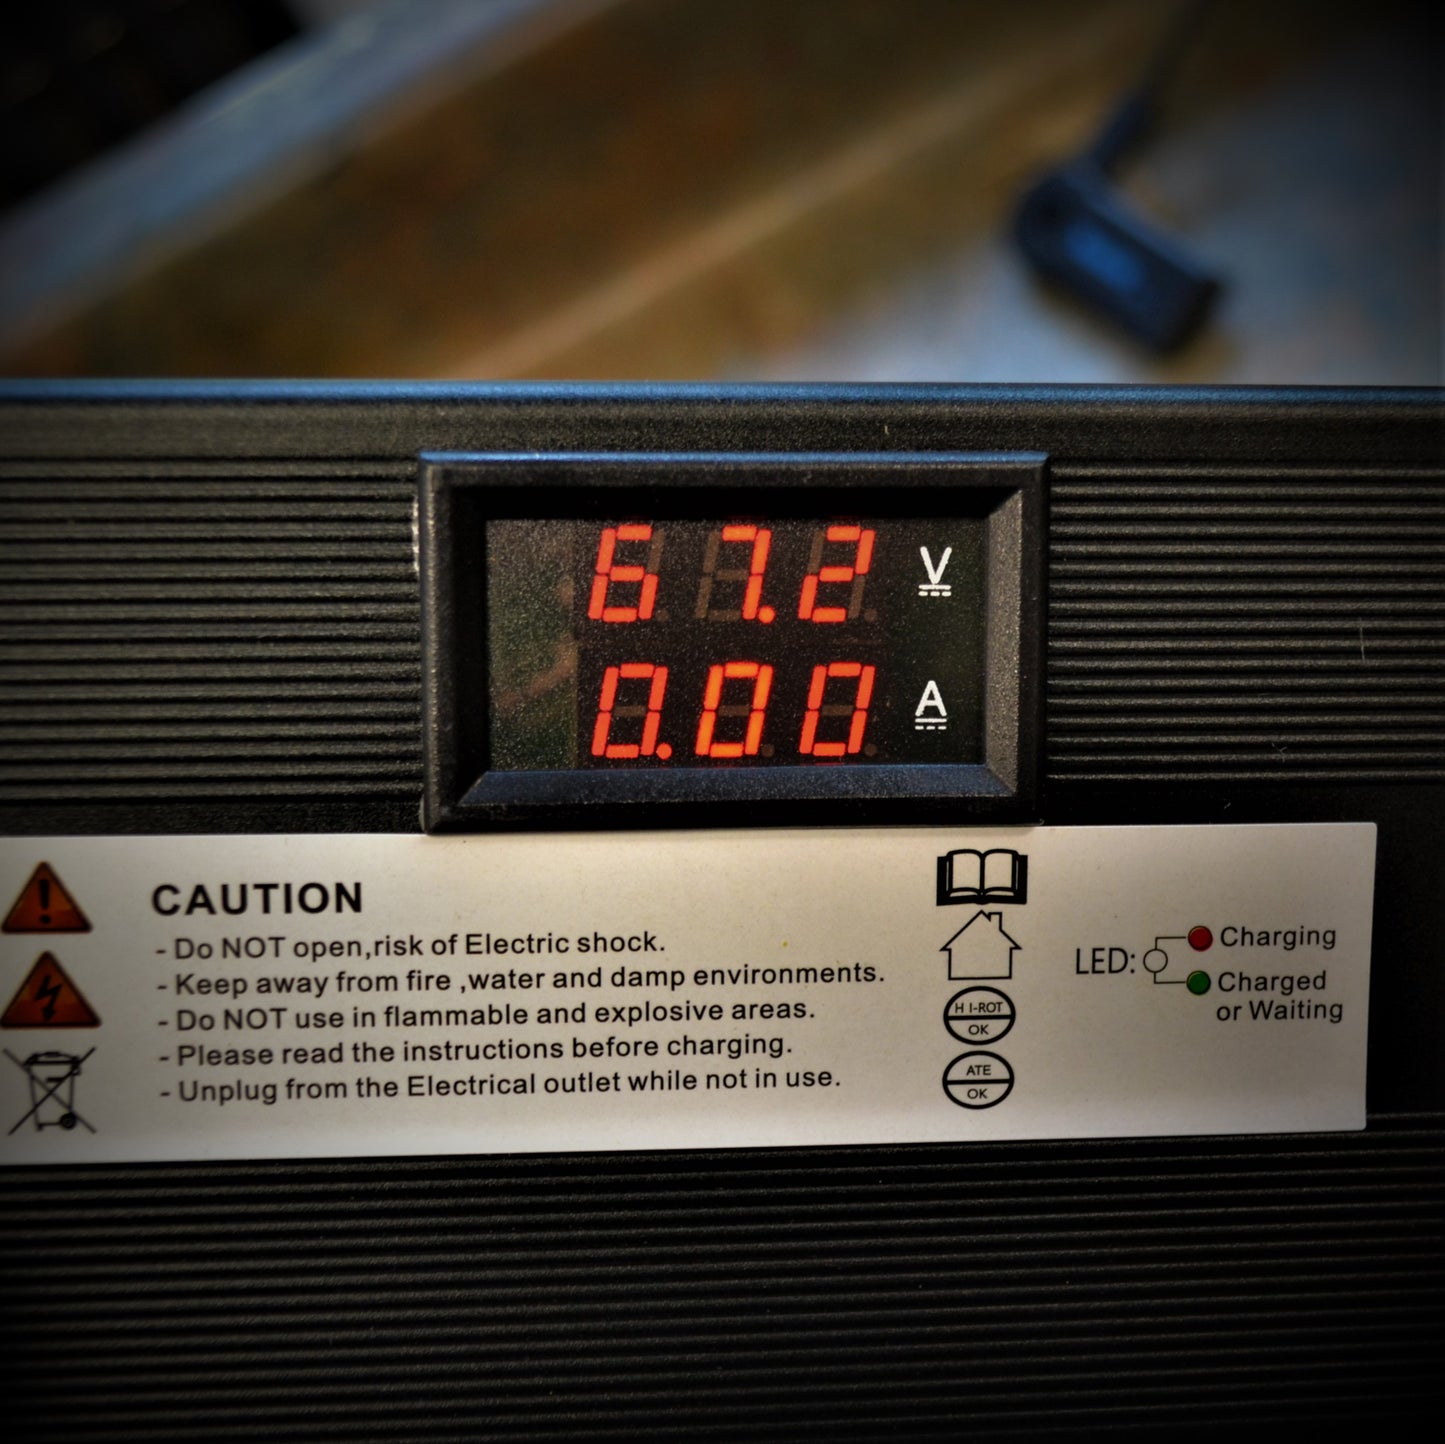 67.2 V
0.00 A
CAUTION
- Do NOT open,risk of Electric shock.
- Keep away from fire ,water and damp environments.
- Do NOT use in flammable and explosive areas.
- Please read the instructions before charging.
- Unplug from the Electrical outlet while not in use.
H I-ROT
OK
ATE
OK
LED:
Charging
Charged
or Waiting